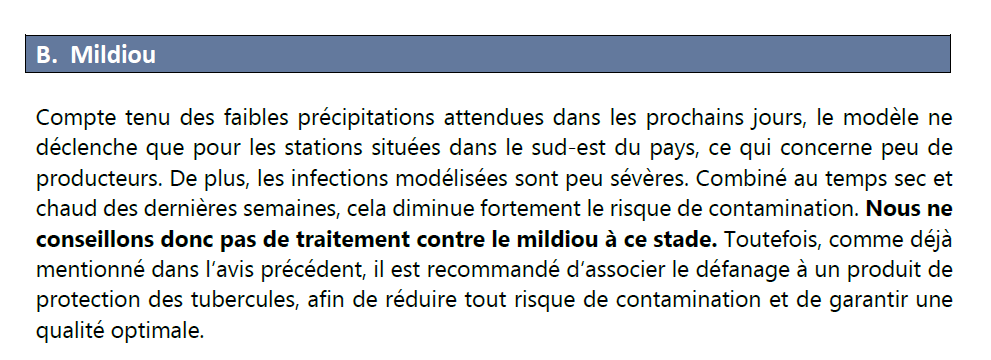 B. Mildiou
Compte tenu des faibles précipitations attendues dans les prochains jours, le modèle ne
déclenche que pour les stations situées dans le sud-est du pays, ce qui concerne peu de
producteurs. De plus, les infections modélisées sont peu sévères. Combiné au temps sec et
chaud des dernières semaines, cela diminue fortement le risque de contamination. Nous ne
conseillons donc pas de traitement contre le mildiou à ce stade. Toutefois, comme déjà
mentionné dans l’avis précédent, il est recommandé d’associer le défanage à un produit de
protection des tubercules, afin de réduire tout risque de contamination et de garantir une
qualité optimale.